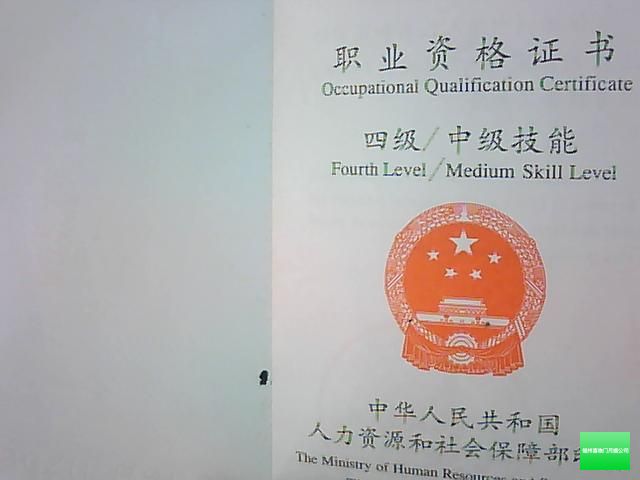 职业资格证书
Occupational Qualification Certificate
四级/中级技能
Fourth Level/Medium Skill Level
中华人民共和国
人力资源和社会保障部
The Ministry of Human Resources and